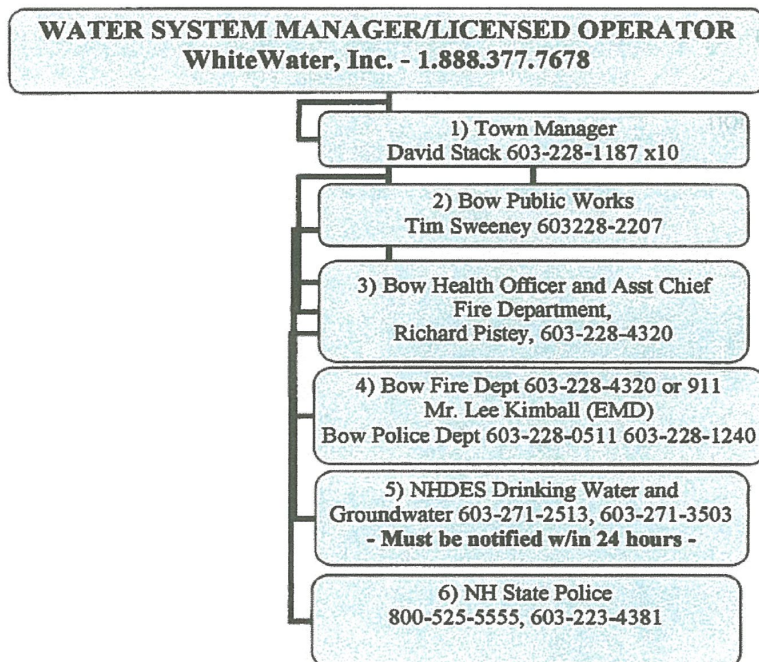 WATER SYSTEM MANAGER/LICENSED OPERATOR
WhiteWater, Inc. - 1.888.377.7678
1) Town Manager
David Stack 603-228-1187 x10
2) Bow Public Works
Tim Sweeney 603228-2207
3) Bow Health Officer and Asst Chief
Fire Department,
Richard Pistey, 603-228-4320
4) Bow Fire Dept 603-228-4320 or 911
Mr. Lee Kimball (EMD)
Bow Police Dept 603-228-0511 603-228-1240
5) NHDES Drinking Water and
Groundwater 603-271-2513, 603-271-3503
- Must be notified w/in 24 hours -
6) NH State Police
800-525-5555, 603-223-4381